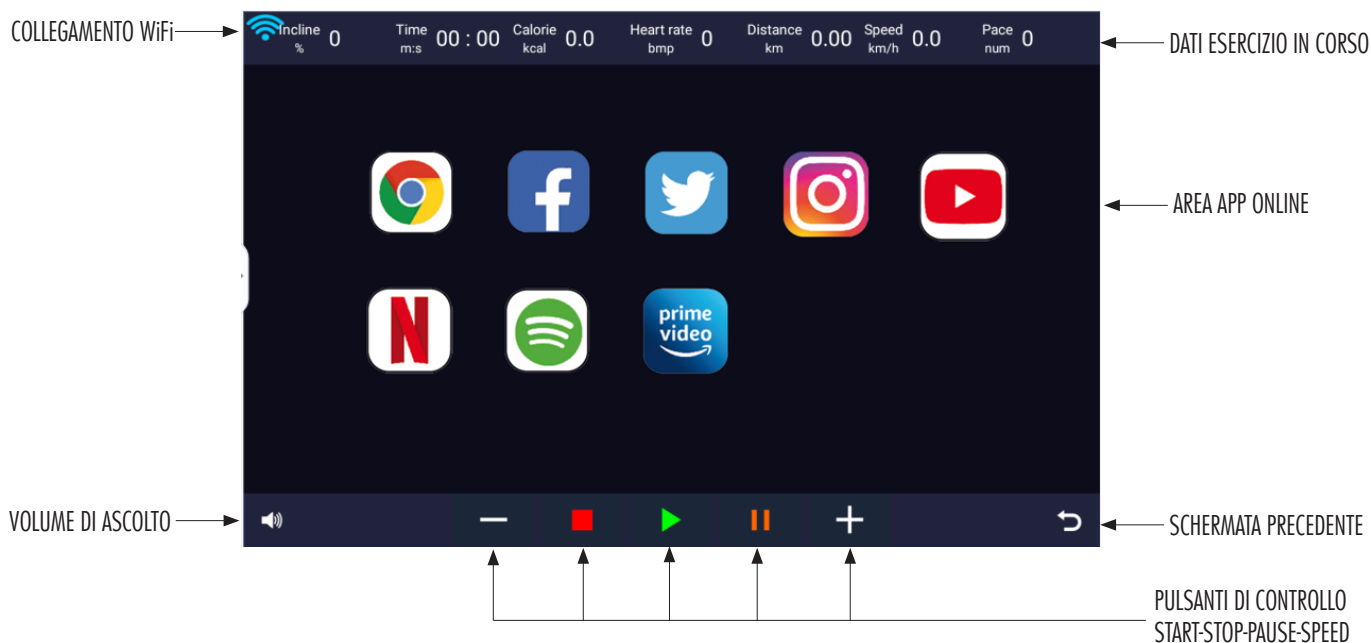 COLLEGAMENTO WiFi
Incline % 0 Time m:s 00 : 00 Calorie kcal 0.0 Heart rate bmp 0 Distance km 0.00 Speed km/h 0.0 Pace num 0
DATI ESERCIZIO IN CORSO
AREA APP ONLINE
prime
video
VOLUME DI ASCOLTO
SCHERMATA PRECEDENTE
PULSANTI DI CONTROLLO
START-STOP-PAUSE-SPEED